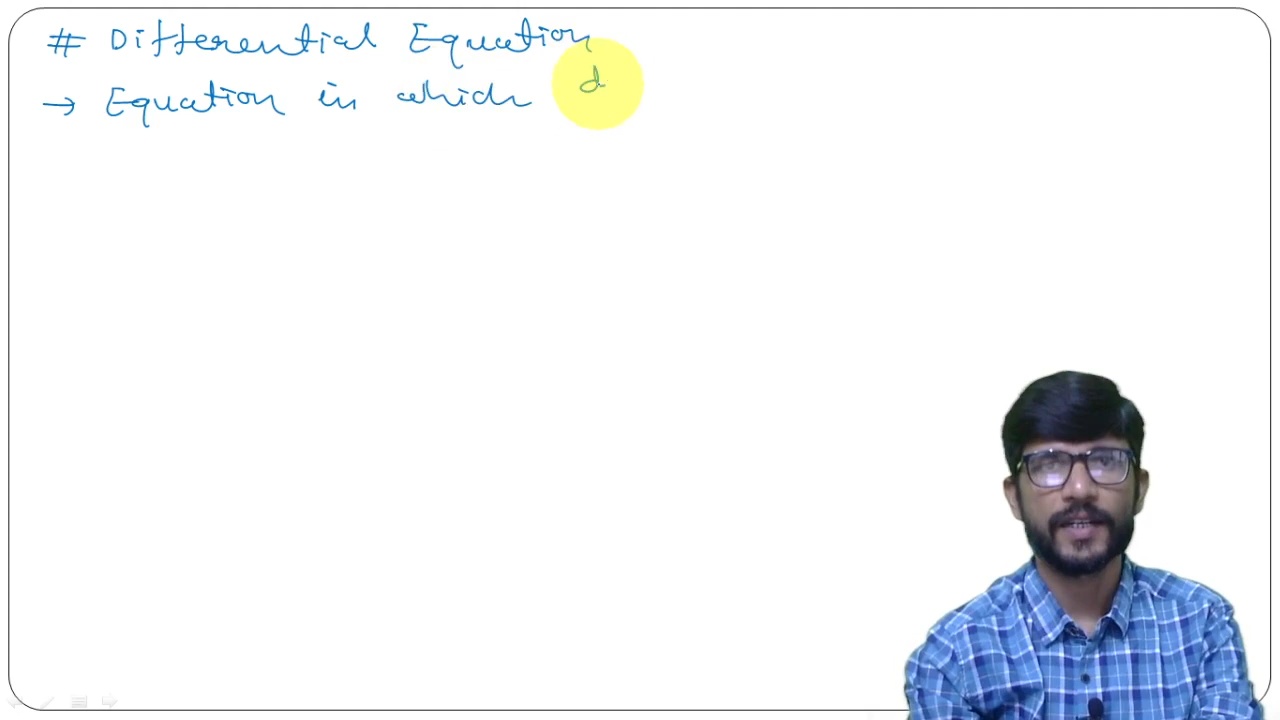 # Differential Equation
→ Equation in which d